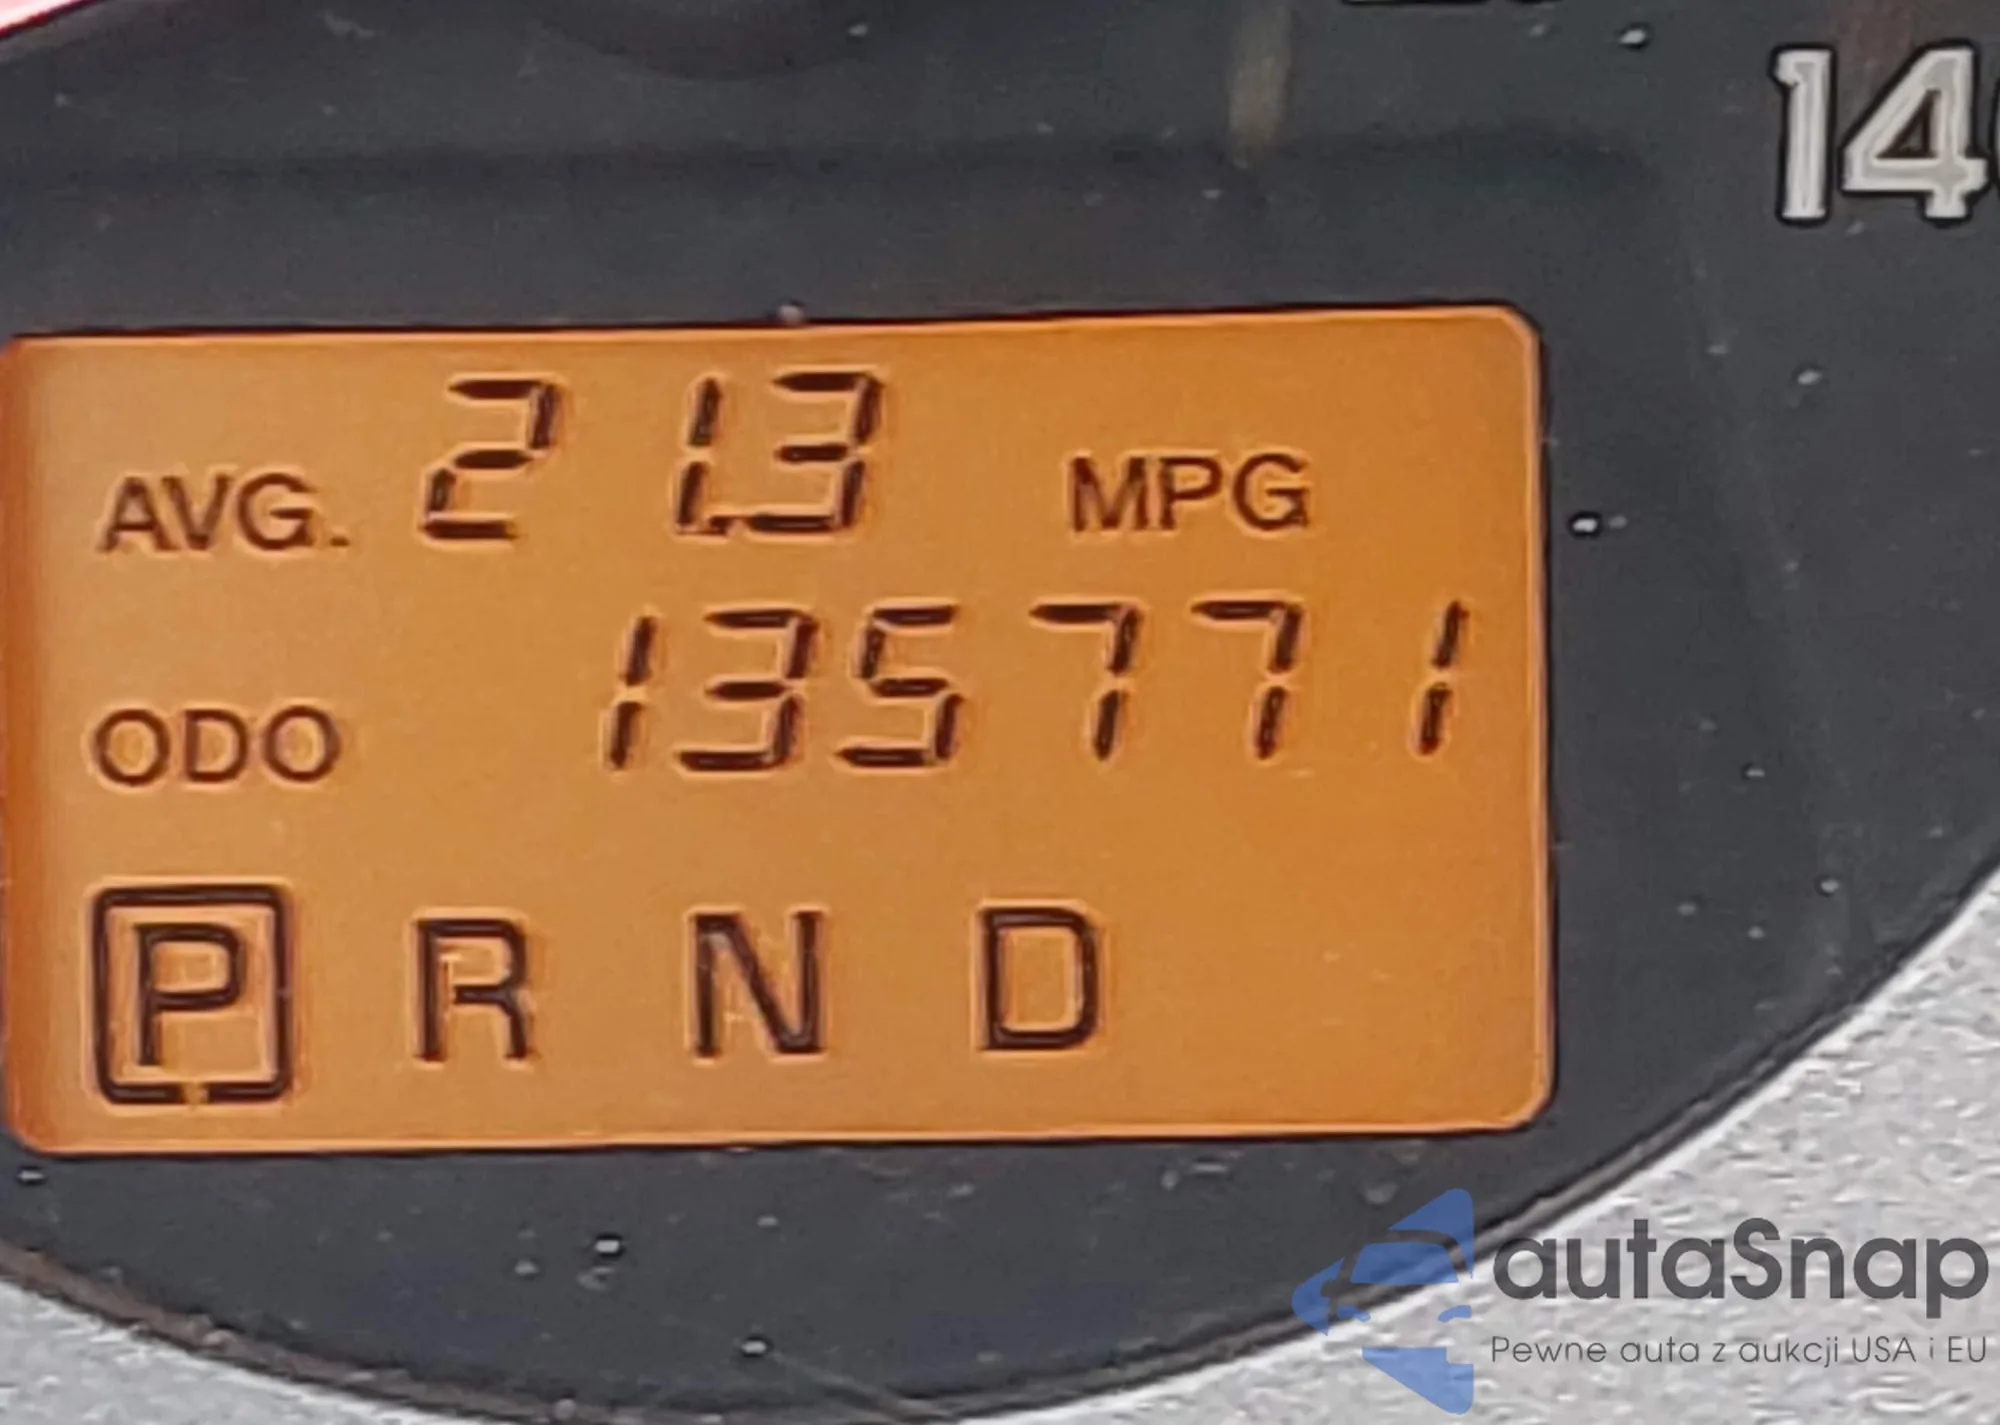 14
AVG. 21.3 MPG
ODO 135771
P R N D
autaSnap
Pewne auta z aukcji USA i EU